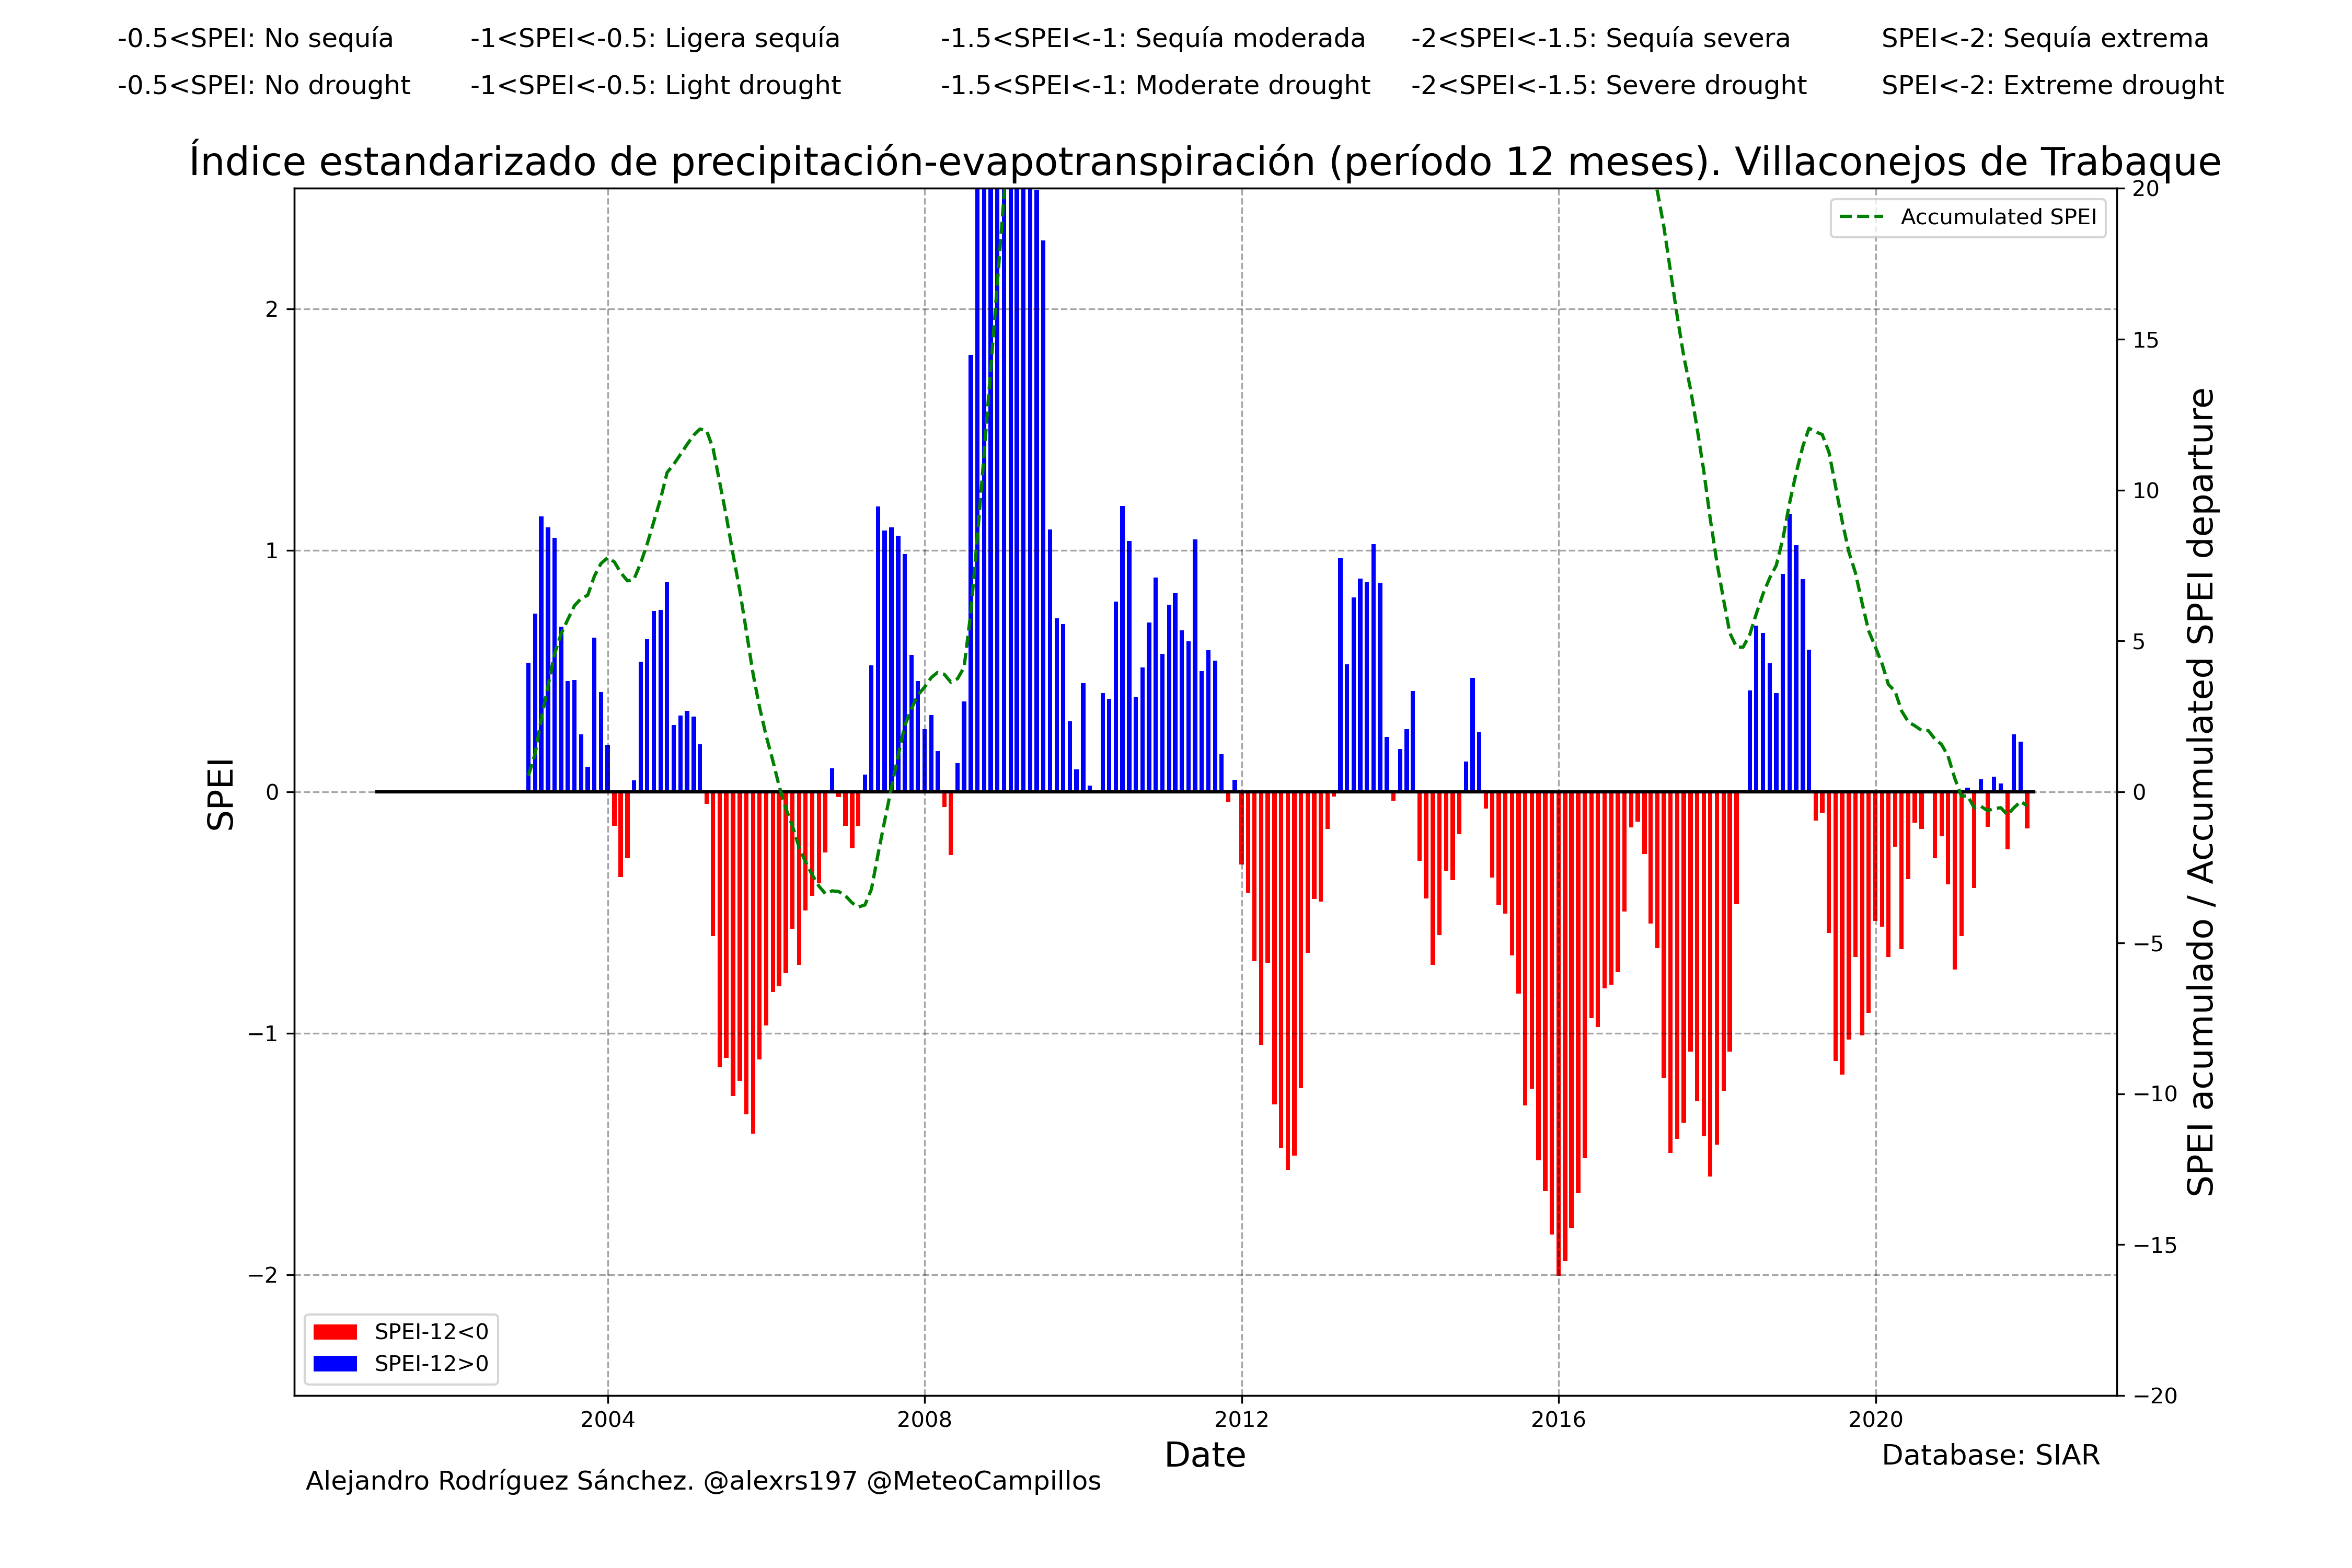 -0.5<SPEI: No sequía -1<SPEI<-0.5: Ligera sequía -1.5<SPEI<-1: Sequía moderada -2<SPEI<-1.5: Sequía severa SPEI<-2: Sequía extrema
-0.5<SPEI: No drought -1<SPEI<-0.5: Light drought -1.5<SPEI<-1: Moderate drought -2<SPEI<-1.5: Severe drought SPEI<-2: Extreme drought
Índice estandarizado de precipitación-evapotranspiración (período 12 meses). Villaconejos de Trabaque
Accumulated SPEI
SPEI
2
1
0
−1
−2
20
15
10
5
0
−5
−10
−15
−20
SPEI acumulado / Accumulated SPEI departure
SPEI-12<0
SPEI-12>0
2004 2008 2012 2016 2020
Date
Database: SIAR
Alejandro Rodríguez Sánchez. @alexrs197 @MeteoCampillos